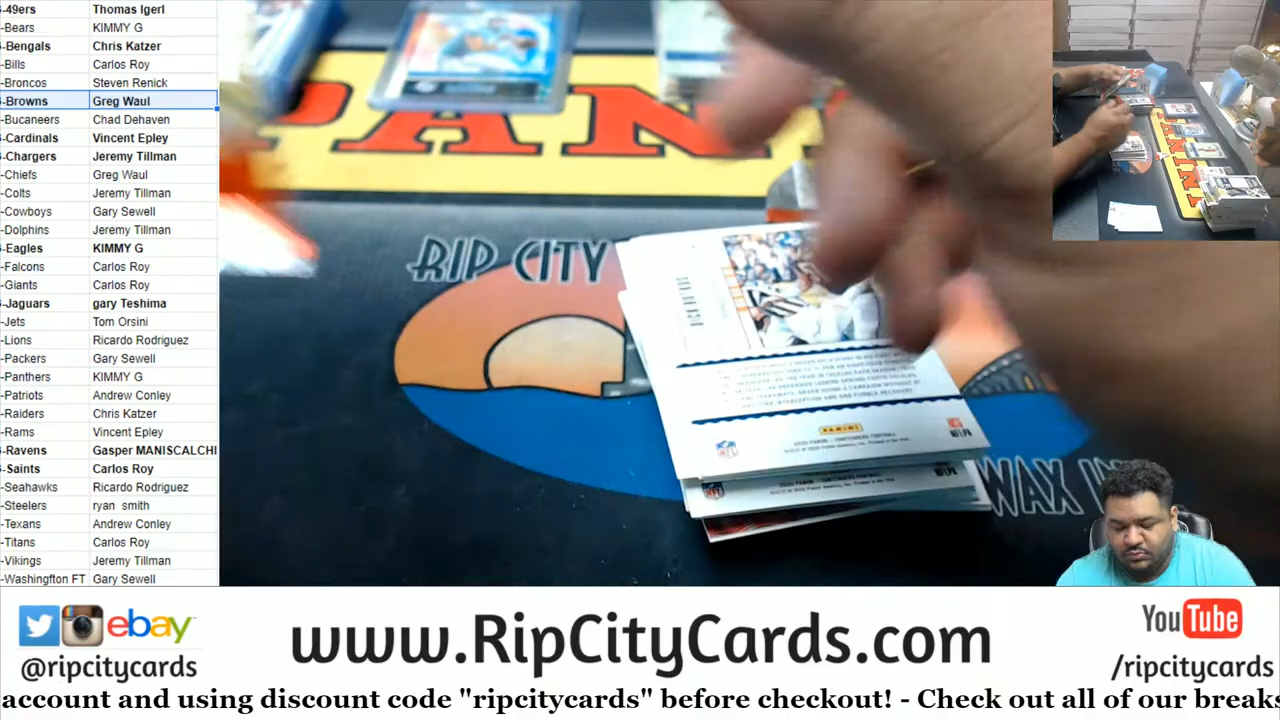 -49ers Thomas Igerl
-Bears KIMMY G
-Bengals Chris Katzer
-Bills Carlos Roy
-Broncos Steven Renick
-Browns Greg Waul
-Bucaneers Chad Dehaven
-Cardinals Vincent Epley
-Chargers Jeremy Tillman
-Chiefs Greg Waul
-Colts Jeremy Tillman
-Cowboys Gary Sewell
-Dolphins Jeremy Tillman
-Eagles KIMMY G
-Falcons Carlos Roy
-Giants Carlos Roy
-Jaguars gary Teshima
-Jets Tom Orsini
-Lions Ricardo Rodriguez
-Packers Gary Sewell
-Panthers KIMMY G
-Patriots Andrew Conley
-Raiders Chris Katzer
-Rams Vincent Epley
-Ravens Gasper MANISCALCHI
-Saints Carlos Roy
-Seahawks Ricardo Rodriguez
-Steelers ryan smith
-Texans Andrew Conley
-Titans Carlos Roy
-Vikings Jeremy Tillman
-Washingfton FT Gary Sewell
RIP CITY
WAX
PANINI
NFL
NFLPA
ebay
@ripcitycards
www.RipCityCards.com
YouTube
/ripcitycards
account and using discount code "ripcitycards" before checkout! - Check out all of our breaks